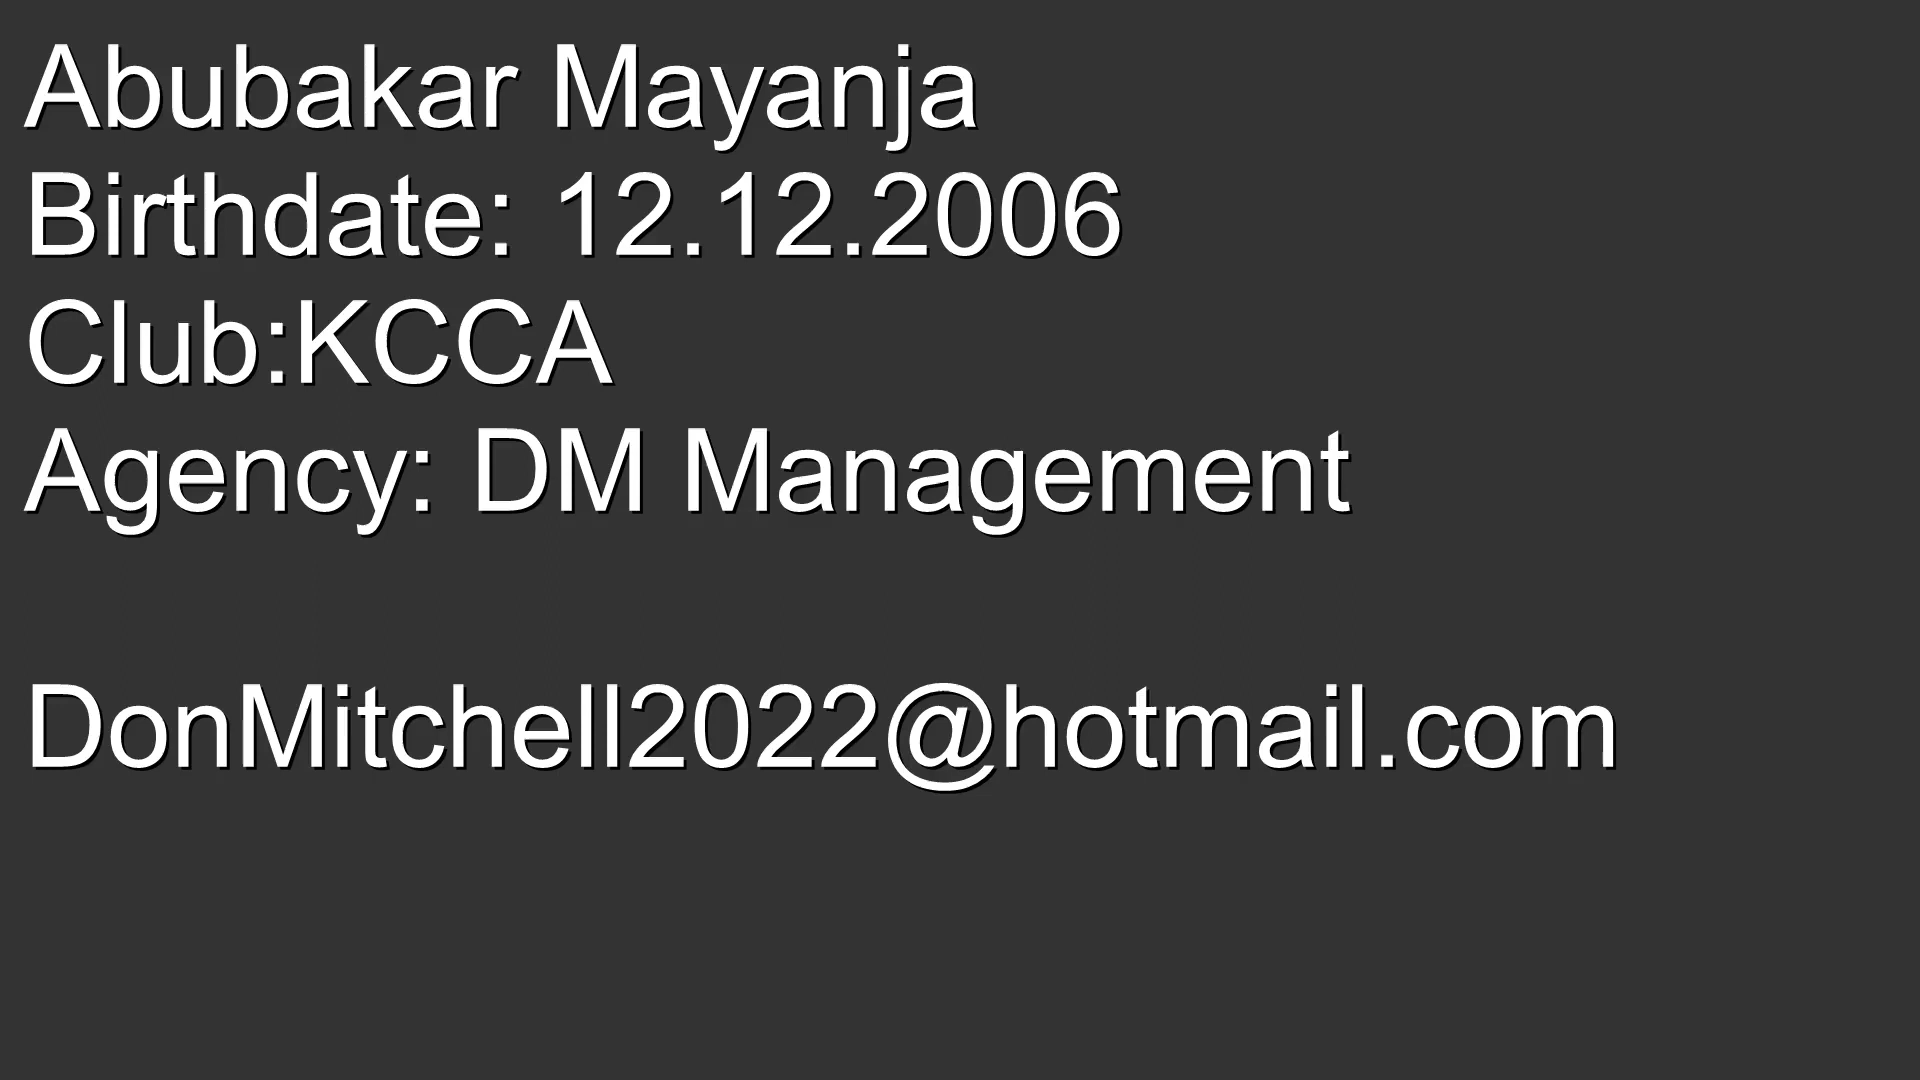 Abubakar Mayanja
Birthdate: 12.12.2006
Club:KCCA
Agency: DM Management
DonMitchell2022@hotmail.com